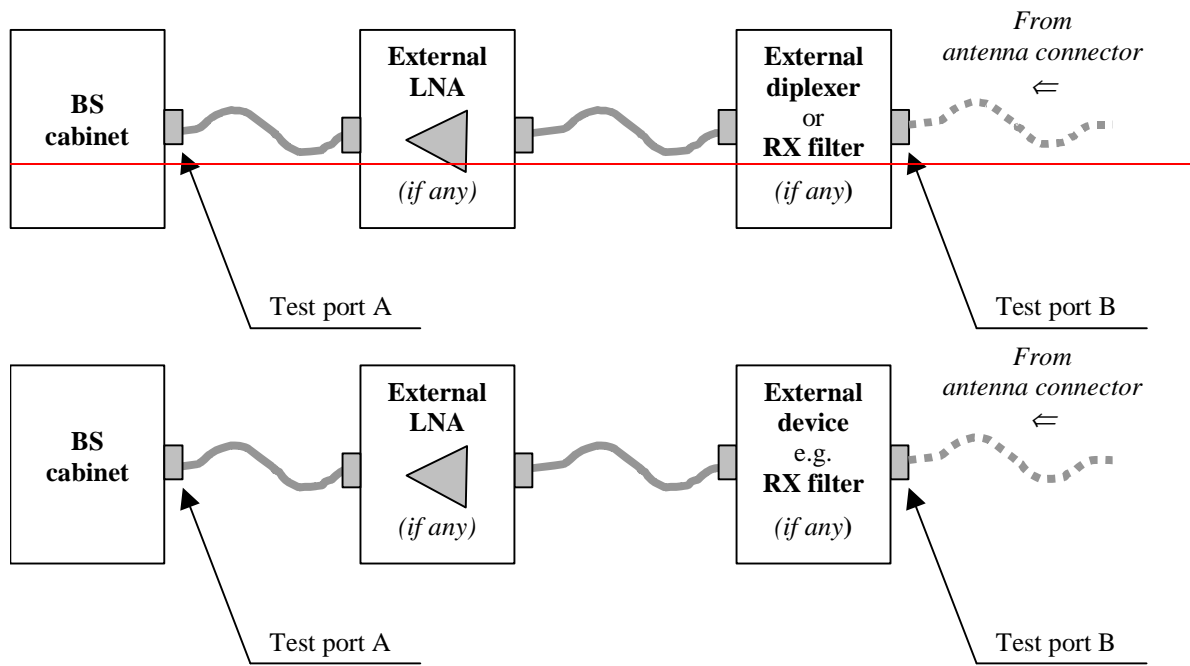 From
antenna connector
⇐
BS
cabinet
External
LNA
(if any)
External
diplexer
or
RX filter
(if any)
Test port A
Test port B
From
antenna connector
⇐
BS
cabinet
External
LNA
(if any)
External
device
e.g.
RX filter
(if any)
Test port A
Test port B